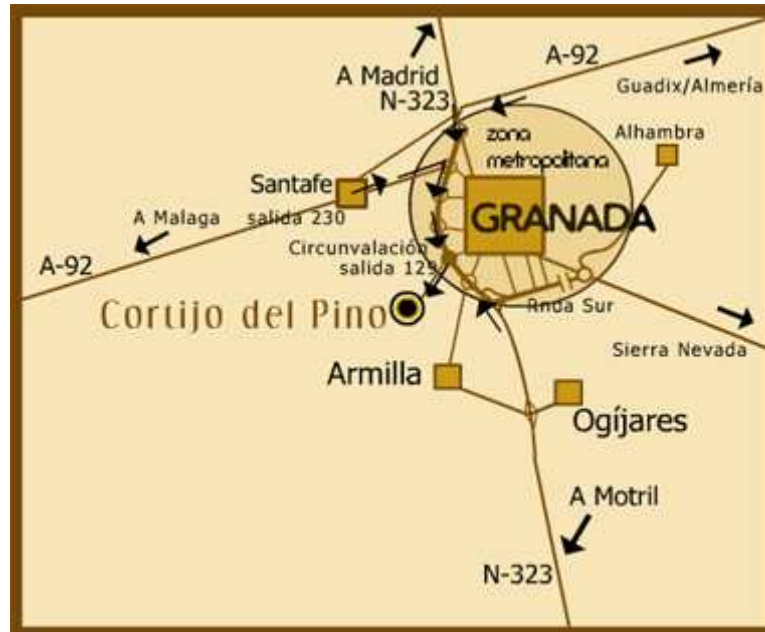 A-92
A Madrid
N-323
Guadix/Almería
zona
metropolitana
Alhambra
Santafe
salida 230
GRANADA
A Malaga
Circunvalación
salida 129
A-92
Cortijo del Pino
Rnda Sur
Sierra Nevada
Armilla
Ogíjares
A Motril
N-323